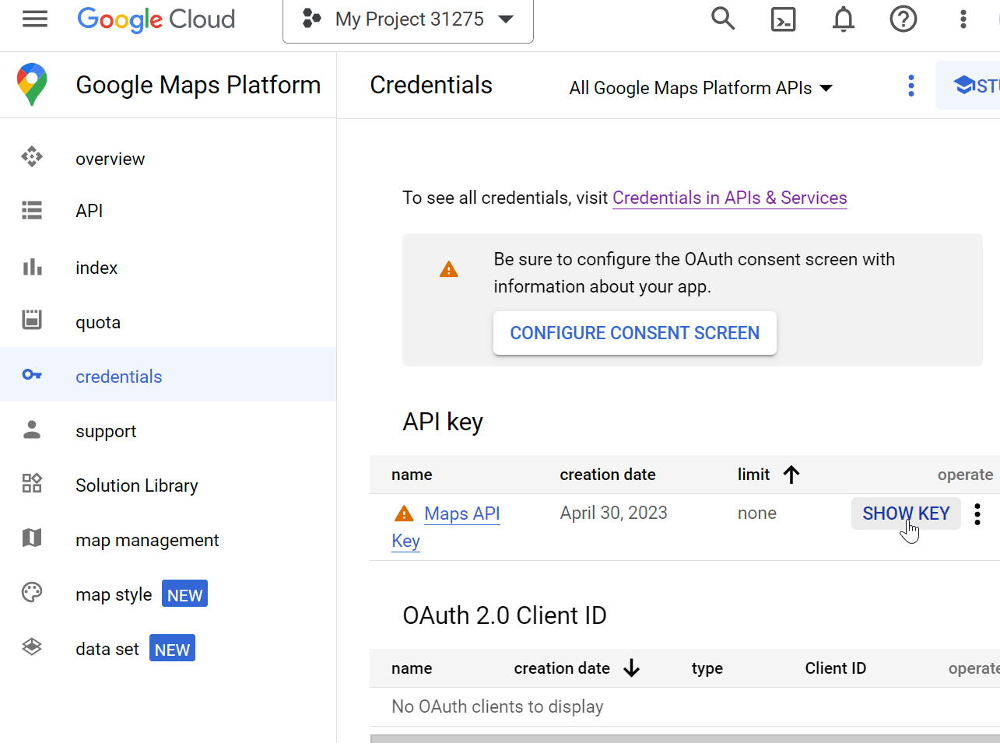 Google Cloud
My Project 31275
Google Maps Platform
Credentials
All Google Maps Platform APIs
overview
API
index
quota
credentials
support
Solution Library
map management
map style NEW
data set NEW
To see all credentials, visit Credentials in APIs & Services
Be sure to configure the OAuth consent screen with
information about your app.
CONFIGURE CONSENT SCREEN
API key
name creation date limit operate
Maps API April 30, 2023 none SHOW KEY
Key
OAuth 2.0 Client ID
name creation date type Client ID operate
No OAuth clients to display